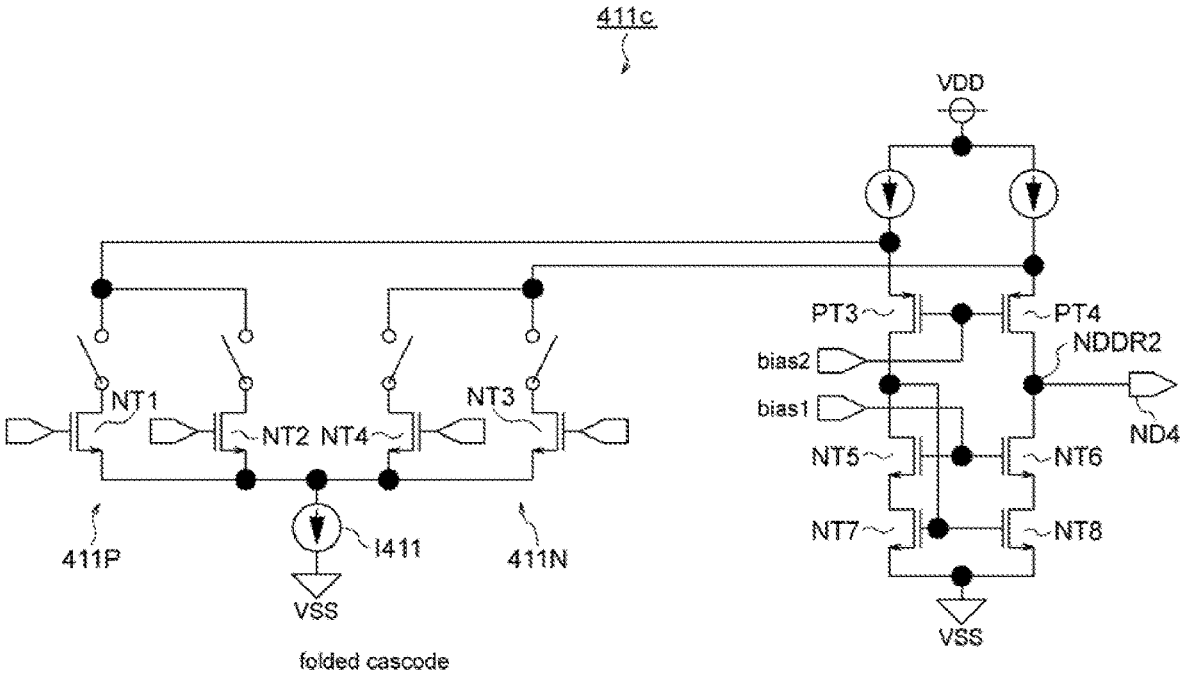 411c
VDD
PT3
PT4
bias2
NDDR2
bias1
ND4
NT1
NT2
NT4
NT3
NT5
NT6
NT7
NT8
411P
I411
411N
VSS
VSS
folded cascode